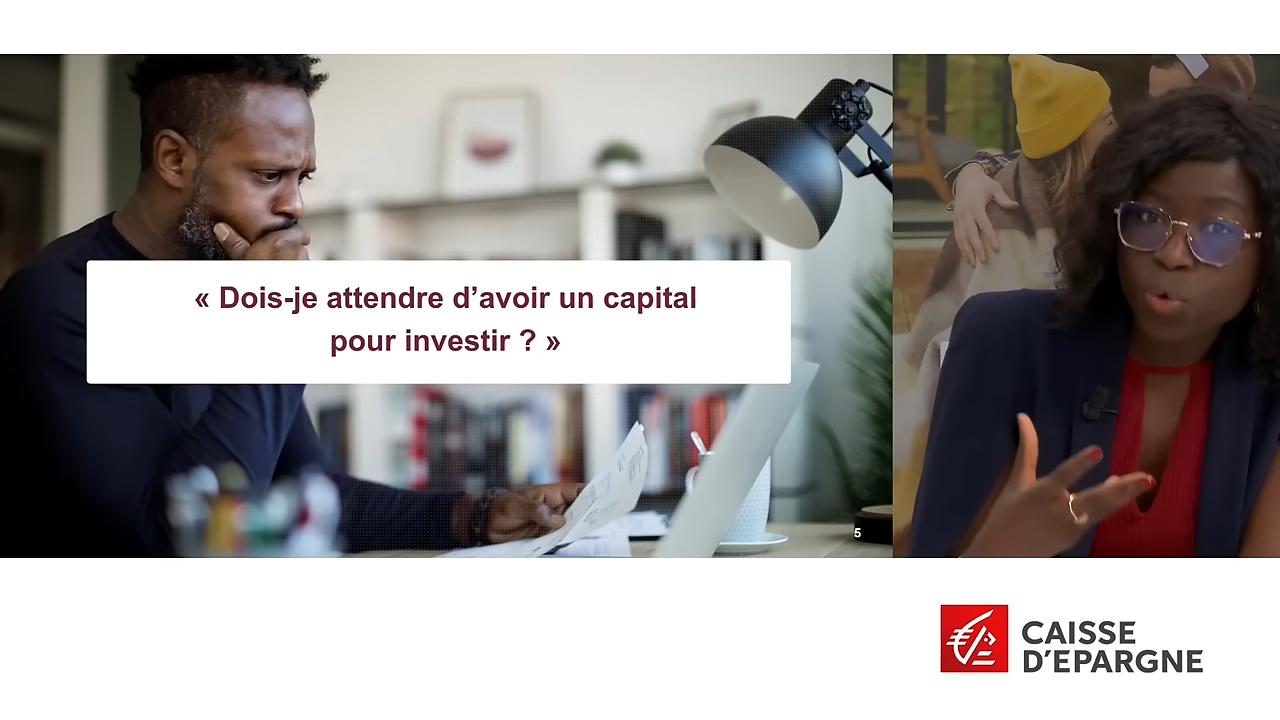 « Dois-je attendre d’avoir un capital
pour investir ? »
5
CAISSE
D’EPARGNE